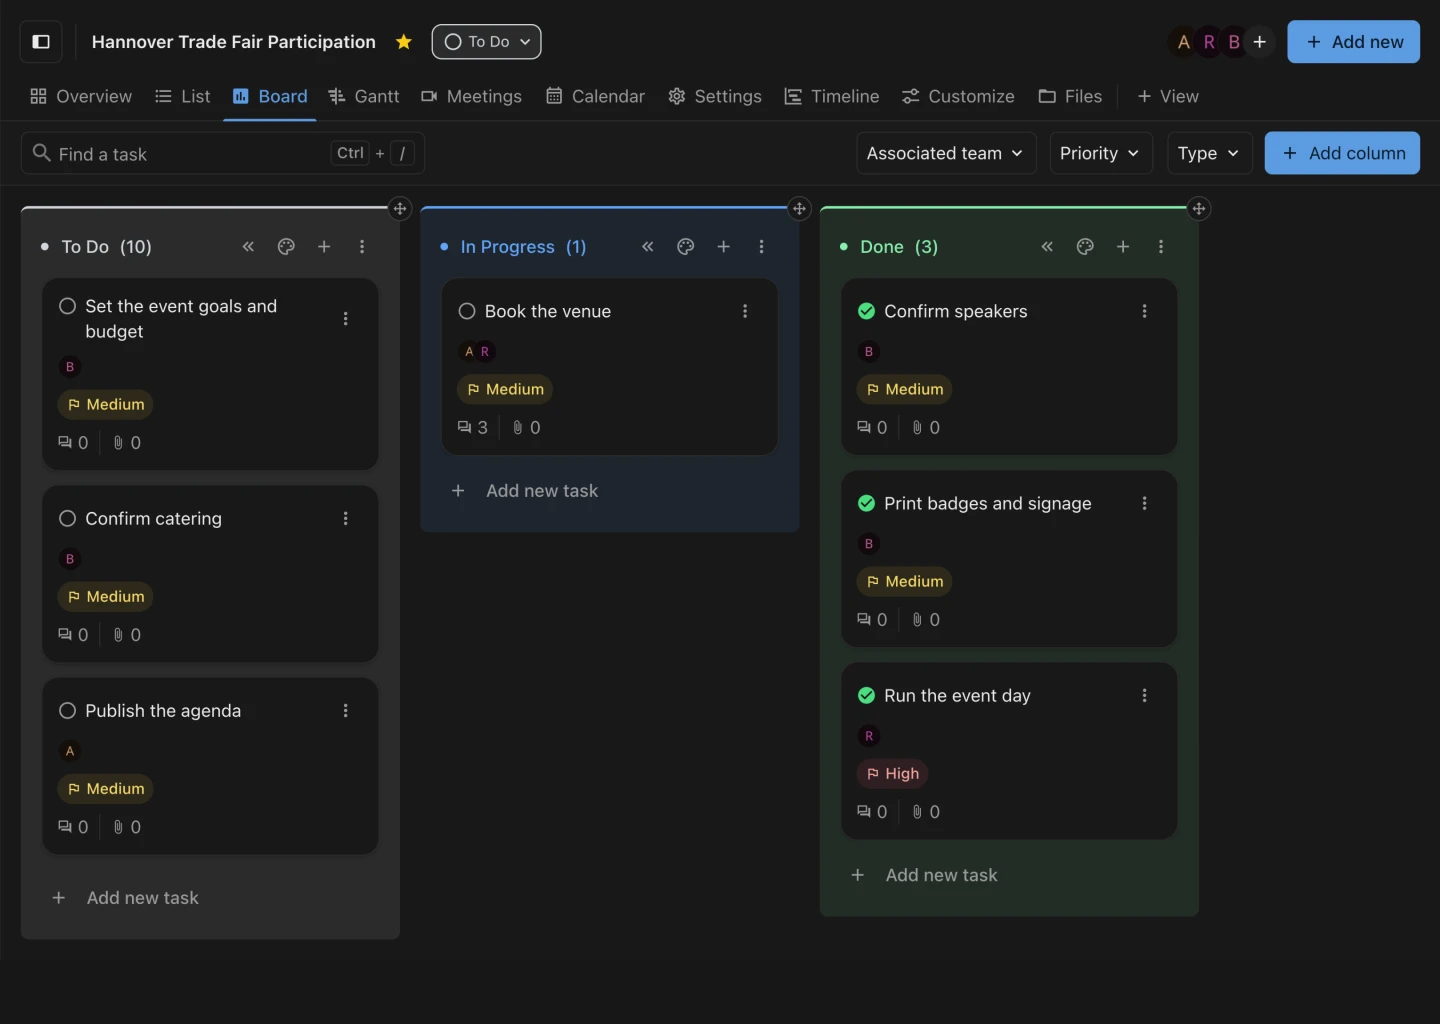 Hannover Trade Fair Participation
To Do
A R B +
+ Add new
Overview
List
Board
Gantt
Meetings
Calendar
Settings
Timeline
Customize
Files
+ View
Find a task
Ctrl + /
Associated team
Priority
Type
+ Add column
To Do (10)
Set the event goals and
budget
B
Medium
0 0
Confirm catering
B
Medium
0 0
Publish the agenda
A
Medium
0 0
+ Add new task
In Progress (1)
Book the venue
A R
Medium
3 0
+ Add new task
Done (3)
Confirm speakers
B
Medium
0 0
Print badges and signage
B
Medium
0 0
Run the event day
R
High
0 0
+ Add new task